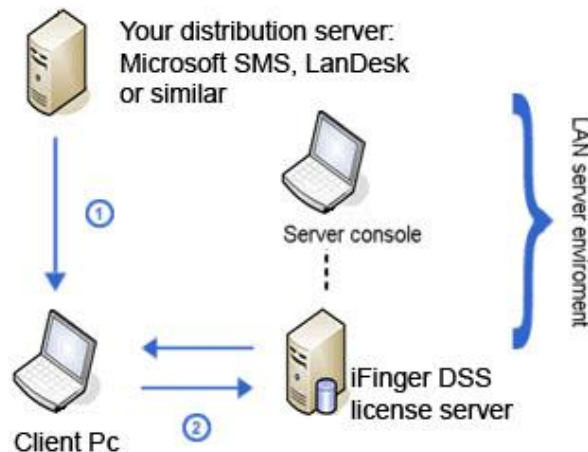 Your distribution server:
Microsoft SMS, LanDesk
or similar
1
Server console
LAN server enviroment
iFinger DSS
license server
2
Client Pc